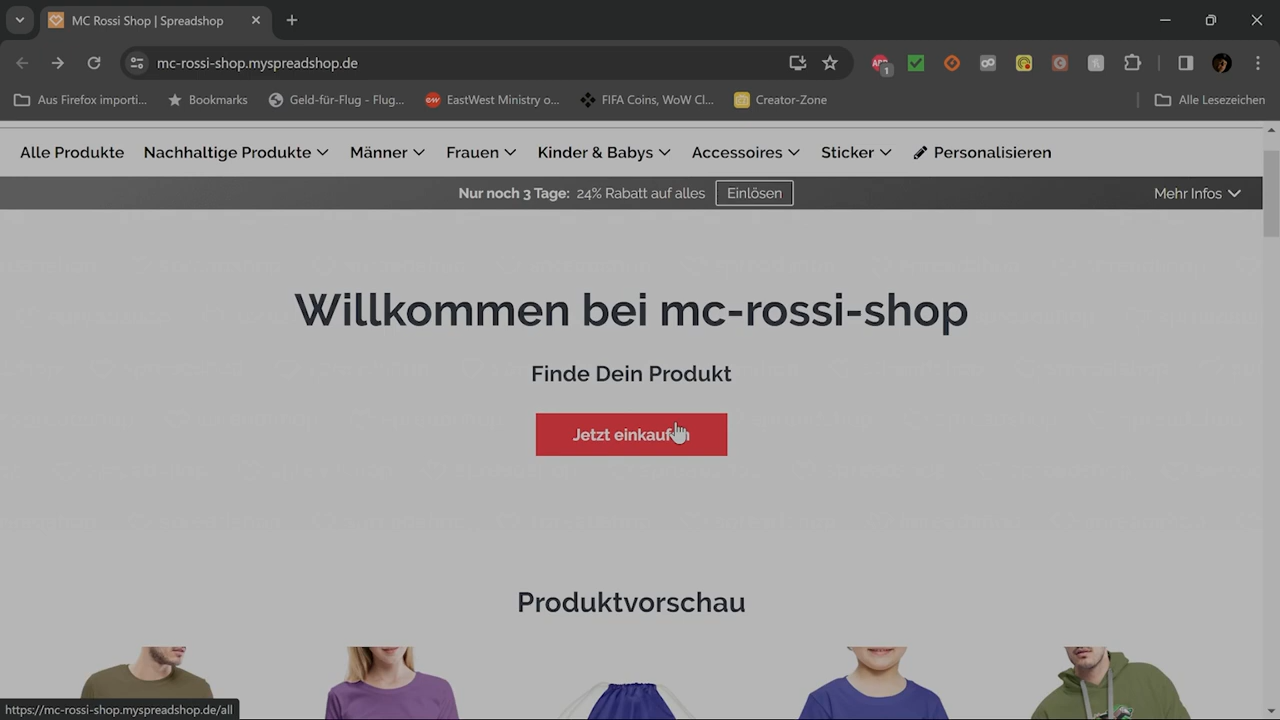 MC Rossi Shop | Spreadshop
mc-rossi-shop.myspreadshop.de
1
Aus Firefox importi...
Bookmarks
Geld-für-Flug - Flug...
EastWest Ministry o...
FIFA Coins, WoW Cl...
Creator-Zone
Alle Lesezeichen
Alle Produkte
Nachhaltige Produkte
Männer
Frauen
Kinder & Babys
Accessoires
Sticker
Personalisieren
Nur noch 3 Tage: 24% Rabatt auf alles
Einlösen
Mehr Infos
Willkommen bei mc-rossi-shop
Finde Dein Produkt
Jetzt einkaufen
Produktvorschau
https://mc-rossi-shop.myspreadshop.de/all